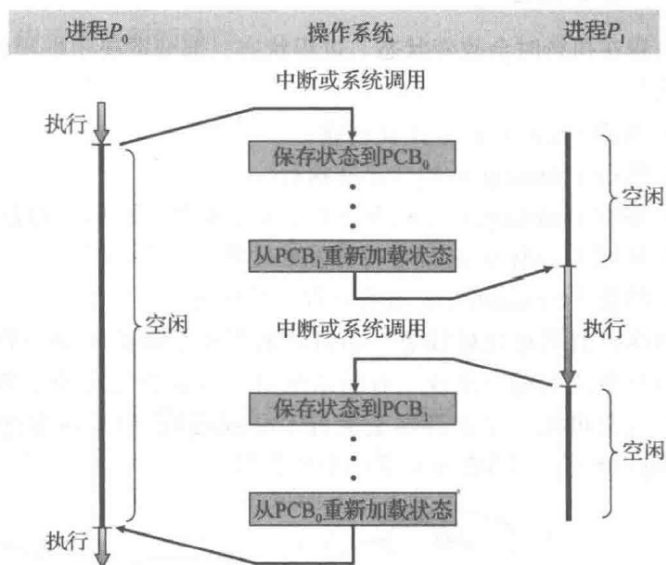 进程P₀ 操作系统 进程P₁
中断或系统调用
执行
保存状态到PCB₀
空闲
从PCB₁重新加载状态
空闲
中断或系统调用
执行
保存状态到PCB₁
空闲
从PCB₀重新加载状态
执行